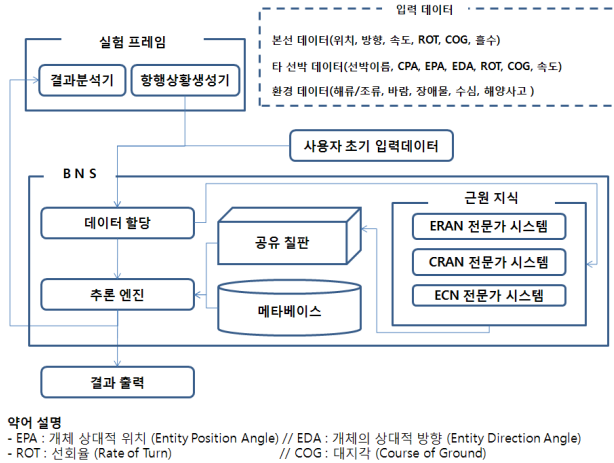 입력 데이터
본선 데이터(위치, 방향, 속도, ROT, COG, 흘수)
타 선박 데이터(선박이름, CPA, EPA, EDA, ROT, COG, 속도)
환경 데이터(해류/조류, 바람, 장애물, 수심, 해양사고 )
실험 프레임
결과분석기
항행상황생성기
사용자 초기 입력데이터
B N S
데이터 할당
추론 엔진
공유 칠판
메타베이스
근원 지식
ERAN 전문가 시스템
CRAN 전문가 시스템
ECN 전문가 시스템
결과 출력
약어 설명
- EPA : 개체 상대적 위치 (Entity Position Angle) // EDA : 개체의 상대적 방향 (Entity Direction Angle)
- ROT : 선회율 (Rate of Turn) // COG : 대지각 (Course of Ground)